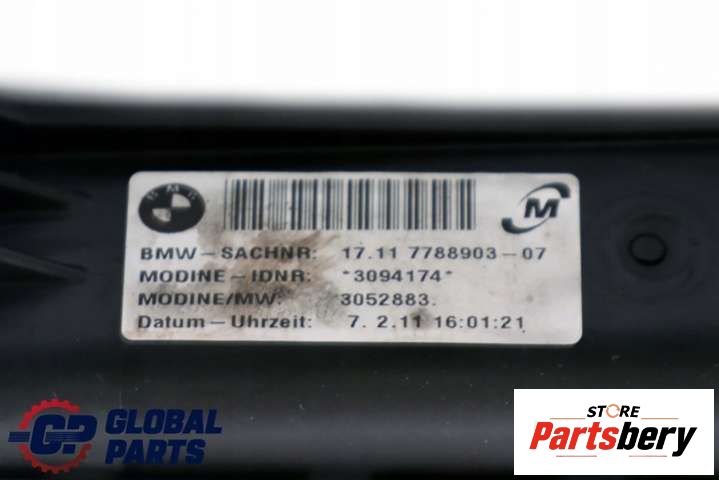 BMW
M
BMW-SACHNR: 17.11 7788903-07
MODINE-IDNR: *3094174*
MODINE/MW: 3052883.
Datum-Uhrzeit: 7. 2.11 16:01:21
GP GLOBAL
PARTS
STORE
Partsbery